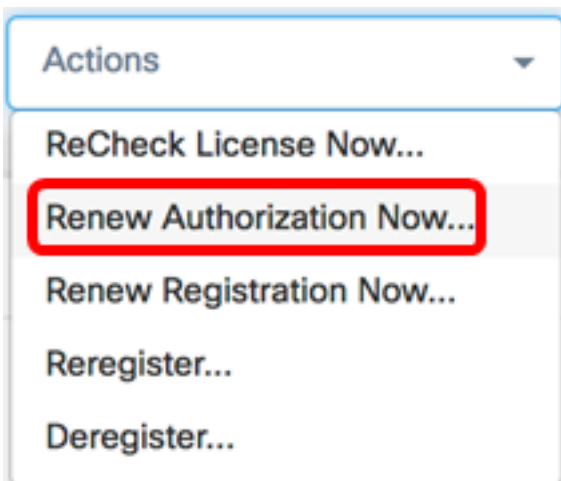 Actions
ReCheck License Now...
Renew Authorization Now...
Renew Registration Now...
Reregister...
Deregister...